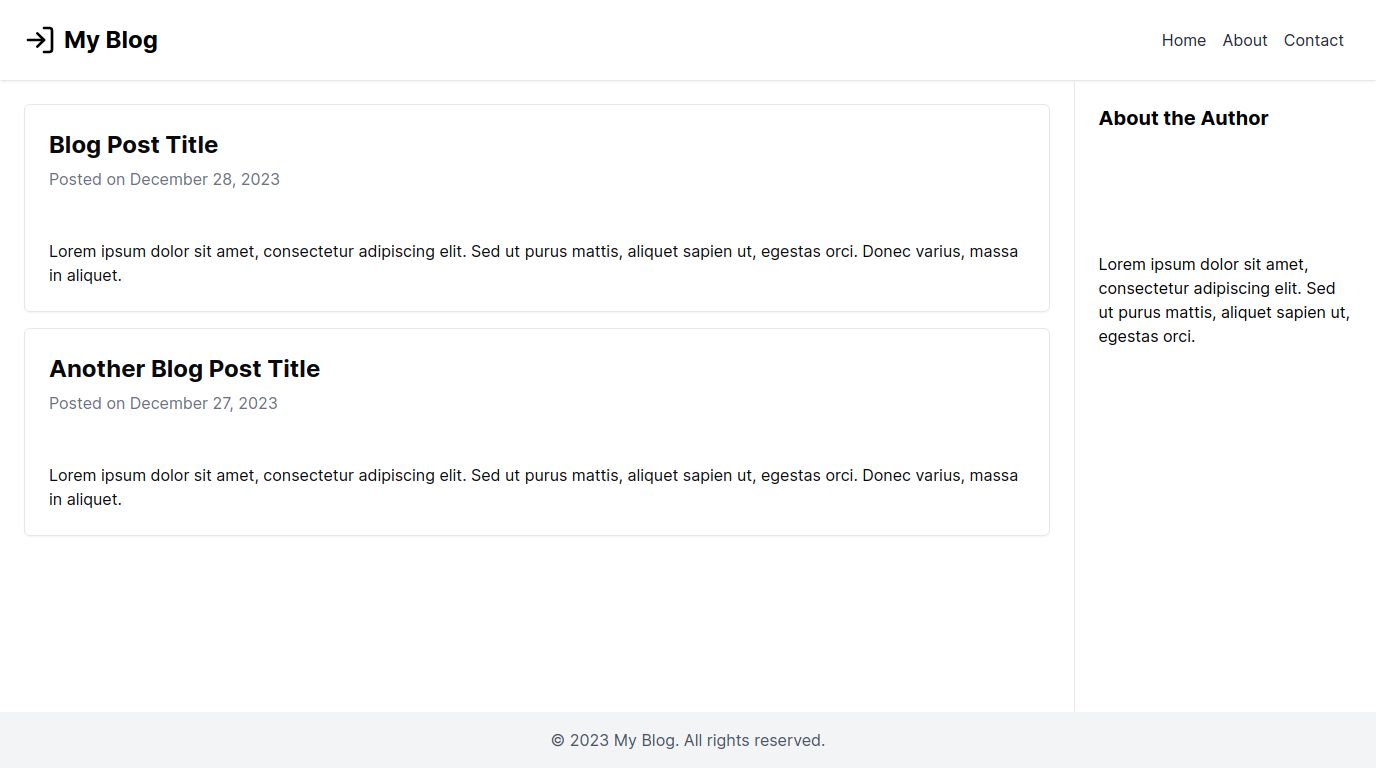 My Blog
Home About Contact
Blog Post Title
Posted on December 28, 2023
Lorem ipsum dolor sit amet, consectetur adipiscing elit. Sed ut purus mattis, aliquet sapien ut, egestas orci. Donec varius, massa
in aliquet.
Another Blog Post Title
Posted on December 27, 2023
Lorem ipsum dolor sit amet, consectetur adipiscing elit. Sed ut purus mattis, aliquet sapien ut, egestas orci. Donec varius, massa
in aliquet.
About the Author
Lorem ipsum dolor sit amet,
consectetur adipiscing elit. Sed
ut purus mattis, aliquet sapien ut,
egestas orci.
© 2023 My Blog. All rights reserved.